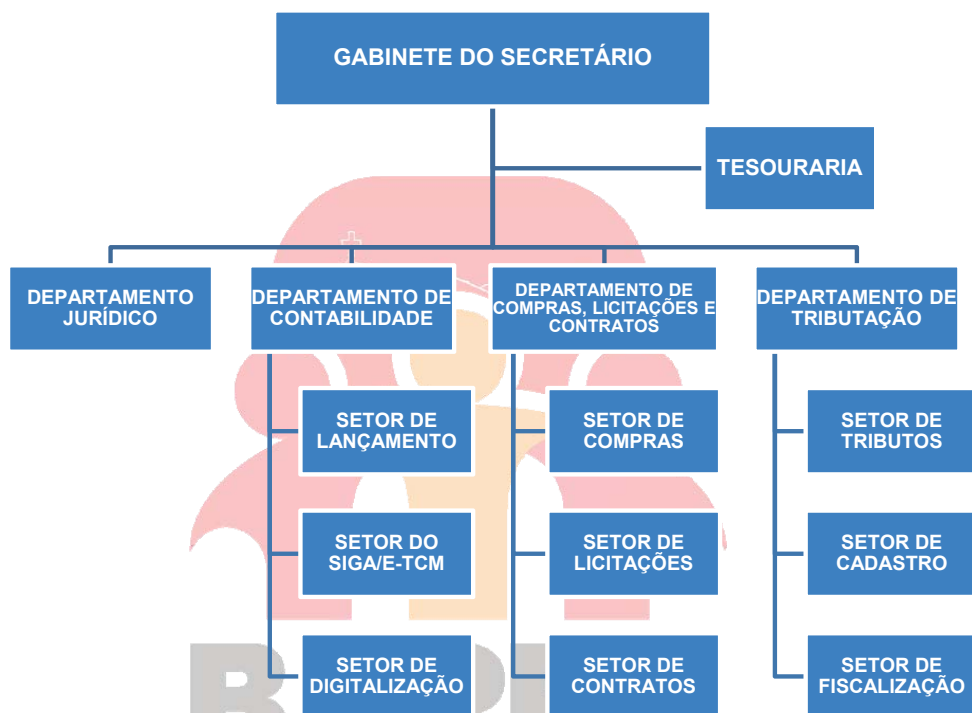 GABINETE DO SECRETÁRIO
TESOURARIA
DEPARTAMENTO
JURÍDICO
DEPARTAMENTO DE
CONTABILIDADE
DEPARTAMENTO DE
COMPRAS, LICITAÇÕES E
CONTRATOS
DEPARTAMENTO DE
TRIBUTAÇÃO
SETOR DE
LANÇAMENTO
SETOR DO
SIGA/E-TCM
SETOR DE
DIGITALIZAÇÃO
SETOR DE
COMPRAS
SETOR DE
LICITAÇÕES
SETOR DE
CONTRATOS
SETOR DE
TRIBUTOS
SETOR DE
CADASTRO
SETOR DE
FISCALIZAÇÃO